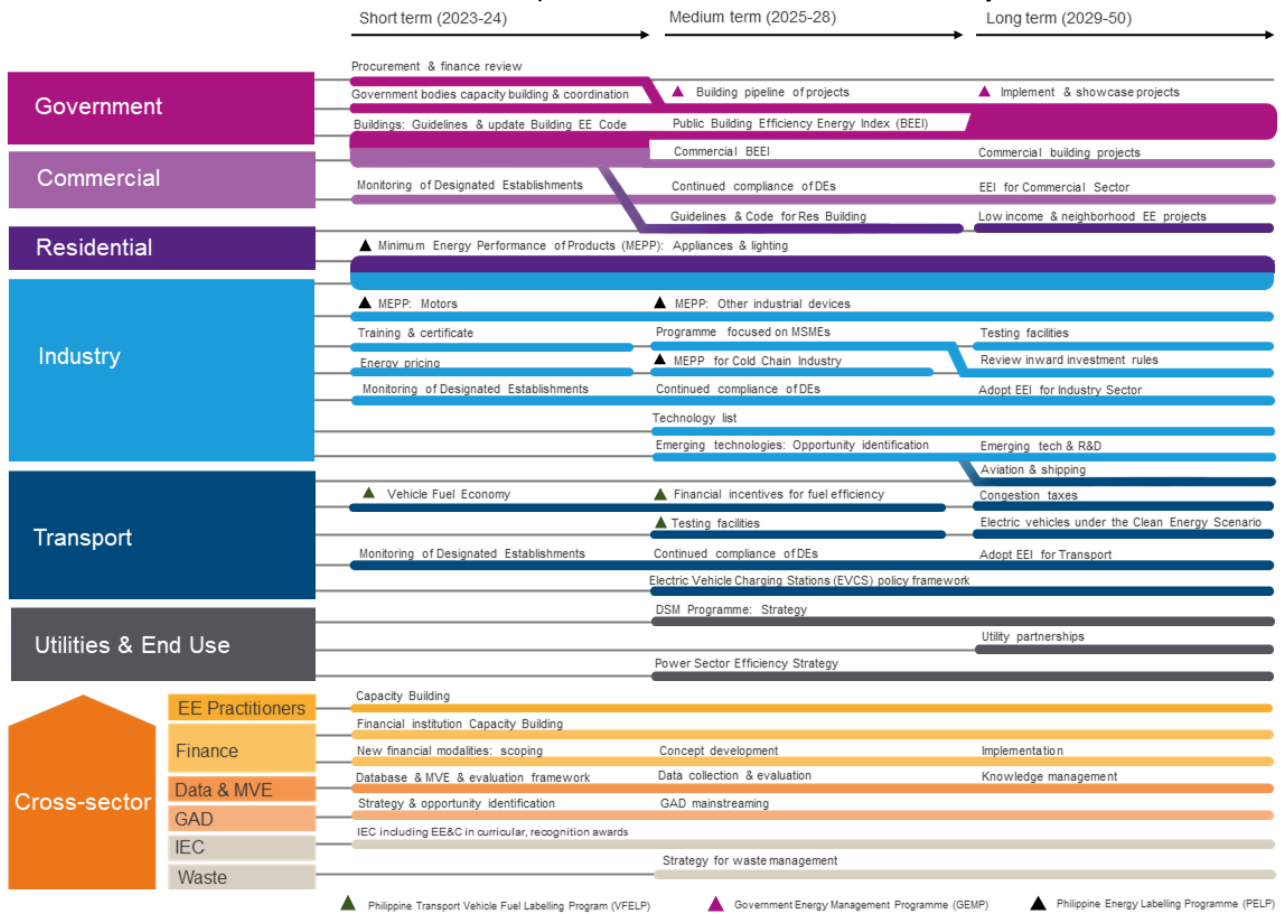 Short term (2023-24)
Medium term (2025-28)
Long term (2029-50)
Government
Procurement & finance review
Government bodies capacity building & coordination
Building pipeline of projects
Implement & showcase projects
Buildings: Guidelines & update Building EE Code
Public Building Efficiency Energy Index (BEEI)
Commercial
Commercial BEEI
Commercial building projects
Monitoring of Designated Establishments
Continued compliance of DEs
EEI for Commercial Sector
Guidelines & Code for Res Building
Low income & neighborhood EE projects
Residential
Minimum Energy Performance of Products (MEPP): Appliances & lighting
Industry
MEPP: Motors
MEPP: Other industrial devices
Training & certificate
Programme focused on MSMEs
Testing facilities
Energy pricing
MEPP for Cold Chain Industry
Review inward investment rules
Monitoring of Designated Establishments
Continued compliance of DEs
Adopt EEI for Industry Sector
Technology list
Emerging technologies: Opportunity identification
Emerging tech & R&D
Transport
Aviation & shipping
Vehicle Fuel Economy
Financial incentives for fuel efficiency
Congestion taxes
Testing facilities
Electric vehicles under the Clean Energy Scenario
Monitoring of Designated Establishments
Continued compliance of DEs
Adopt EEI for Transport
Electric Vehicle Charging Stations (EVCS) policy framework
Utilities & End Use
DSM Programme: Strategy
Utility partnerships
Power Sector Efficiency Strategy
Cross-sector
EE Practitioners
Capacity Building
Finance
Financial institution Capacity Building
New financial modalities: scoping
Concept development
Implementation
Data & MVE
Database & MVE & evaluation framework
Data collection & evaluation
Knowledge management
GAD
Strategy & opportunity identification
GAD mainstreaming
IEC
IEC including EE&C in curricular, recognition awards
Waste
Strategy for waste management
Philippine Transport Vehicle Fuel Labelling Program (VFELP)
Government Energy Management Programme (GEMP)
Philippine Energy Labelling Programme (PELP)